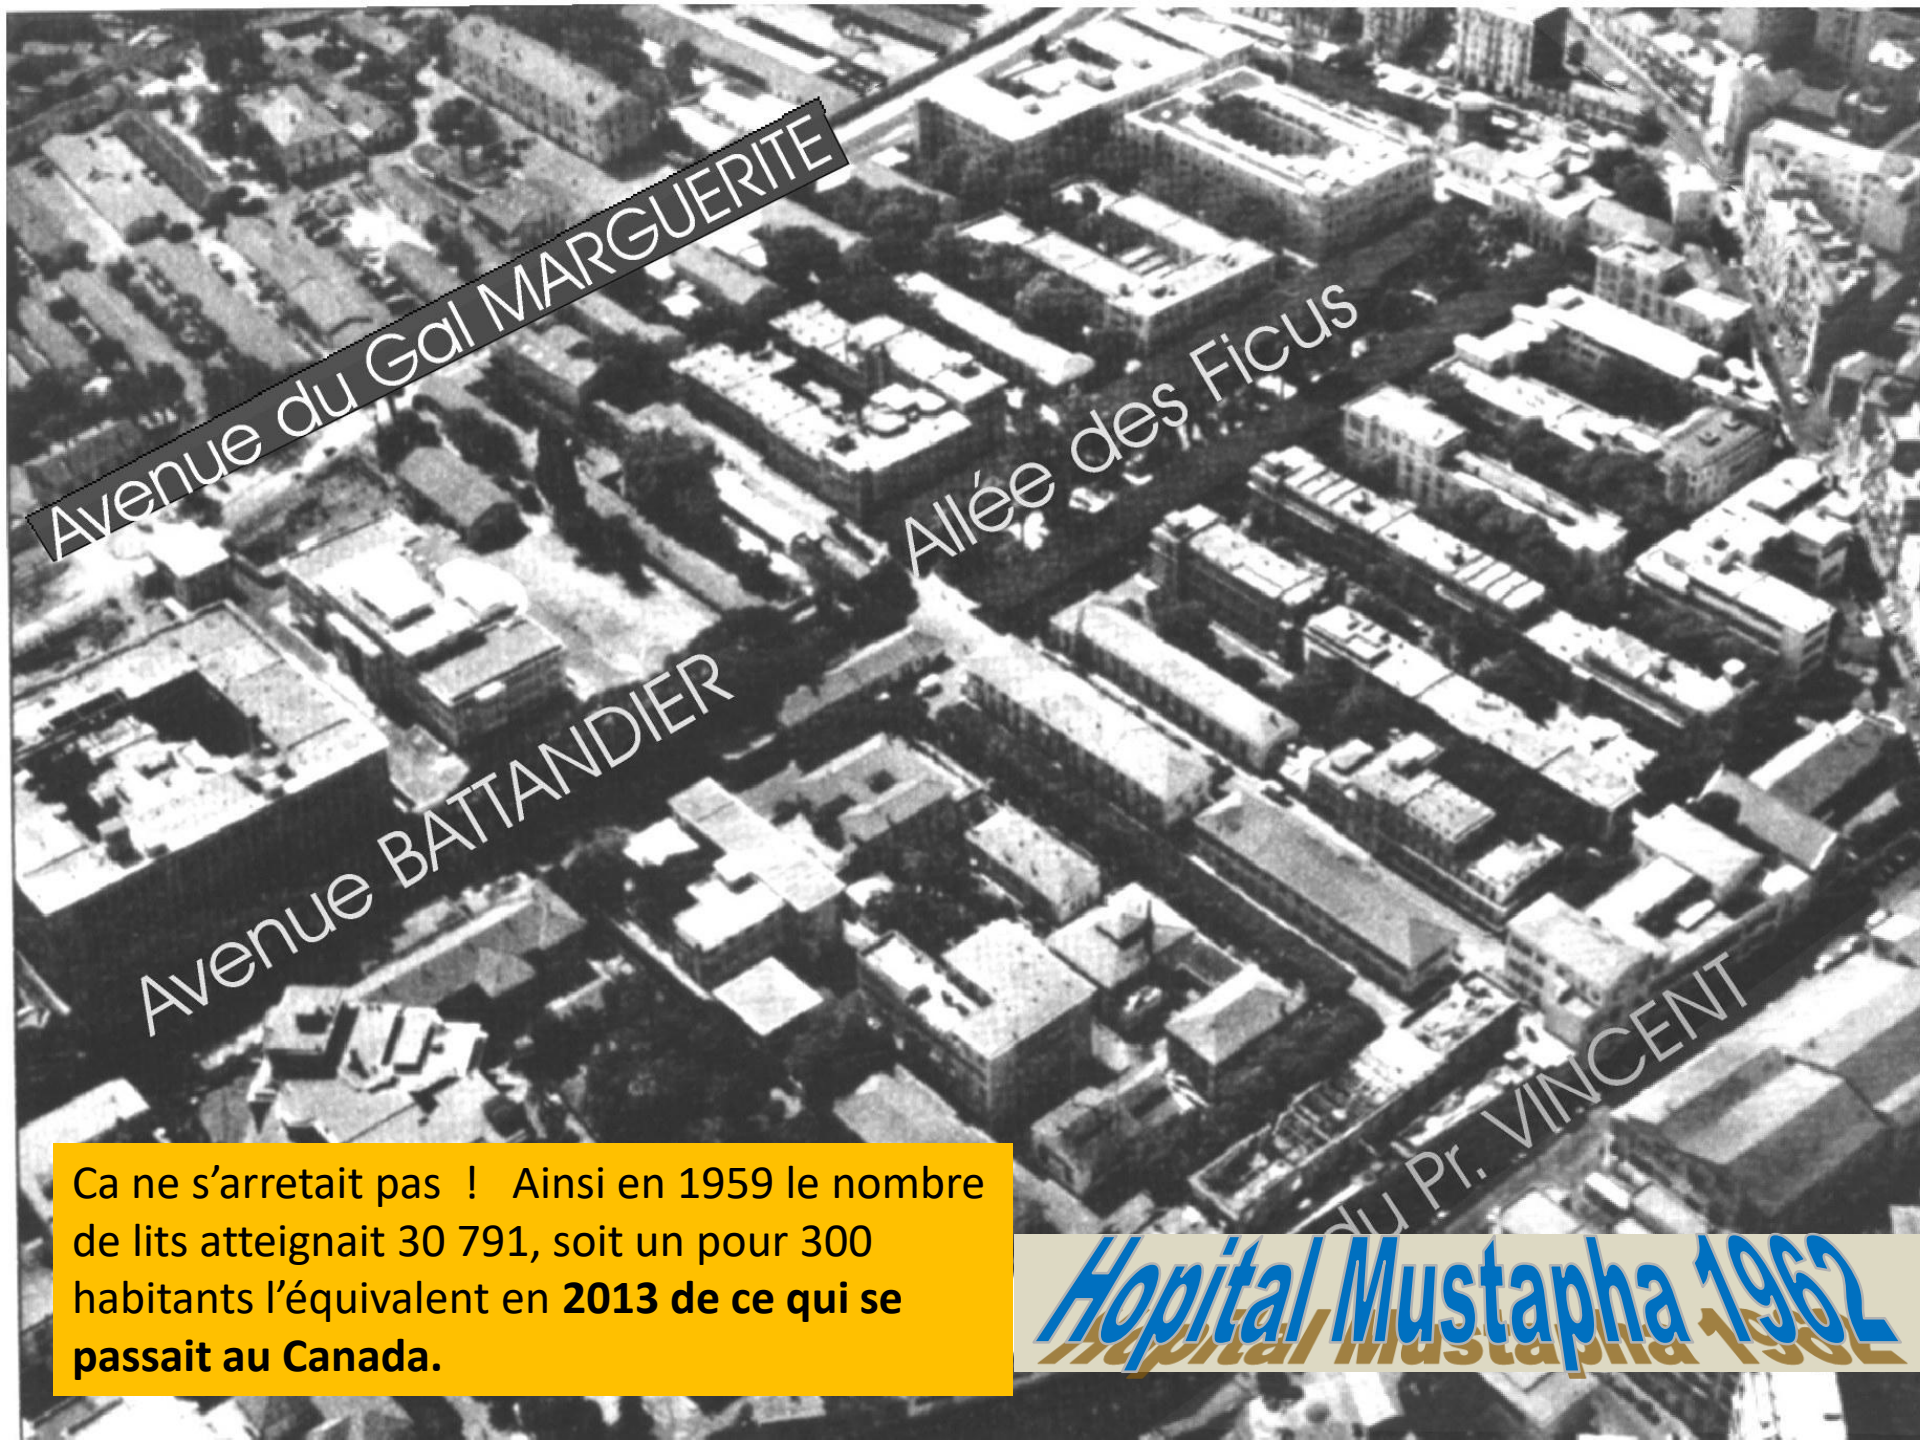 Avenue du Gal MARGUERITE
Allée des Ficus
Avenue BATTANDIER
du Pr. VINCENT
Ca ne s’arretait pas ! Ainsi en 1959 le nombre
de lits atteignait 30 791, soit un pour 300
habitants l’équivalent en 2013 de ce qui se
passait au Canada.
Hopital Mustapha 1962